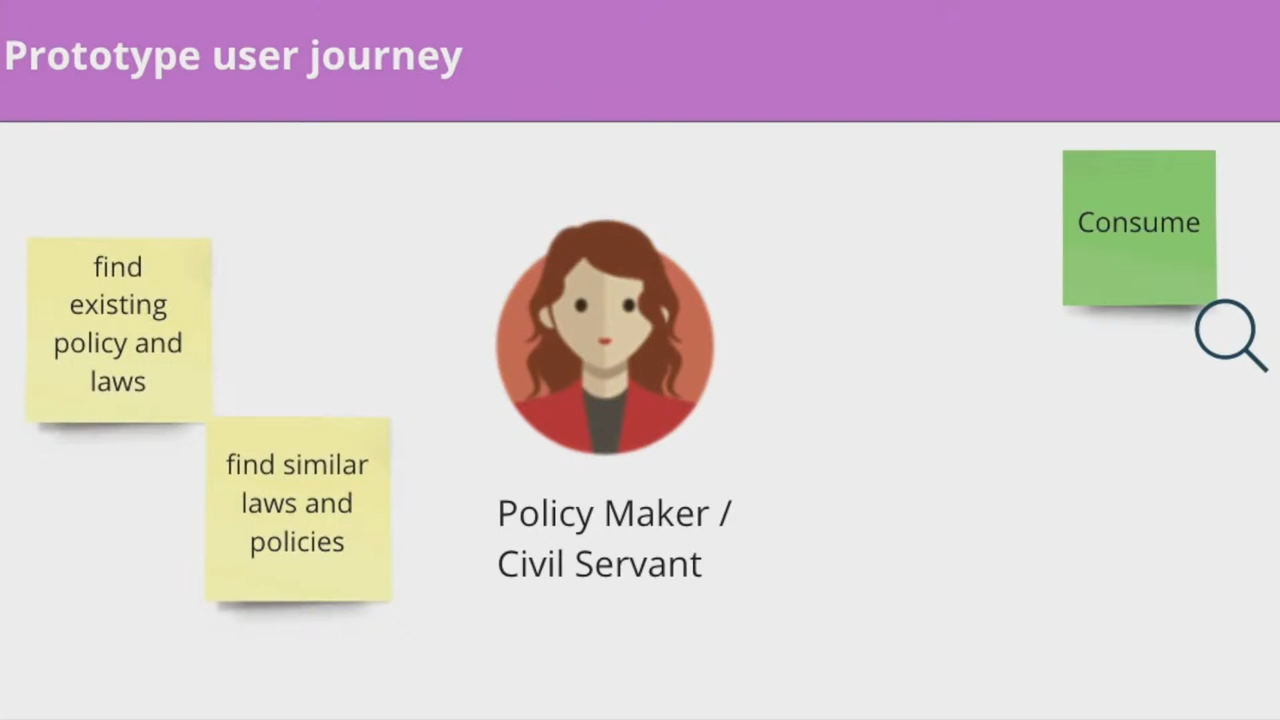 Prototype user journey
Consume
find
existing
policy and
laws
find similar
laws and
policies
Policy Maker /
Civil Servant